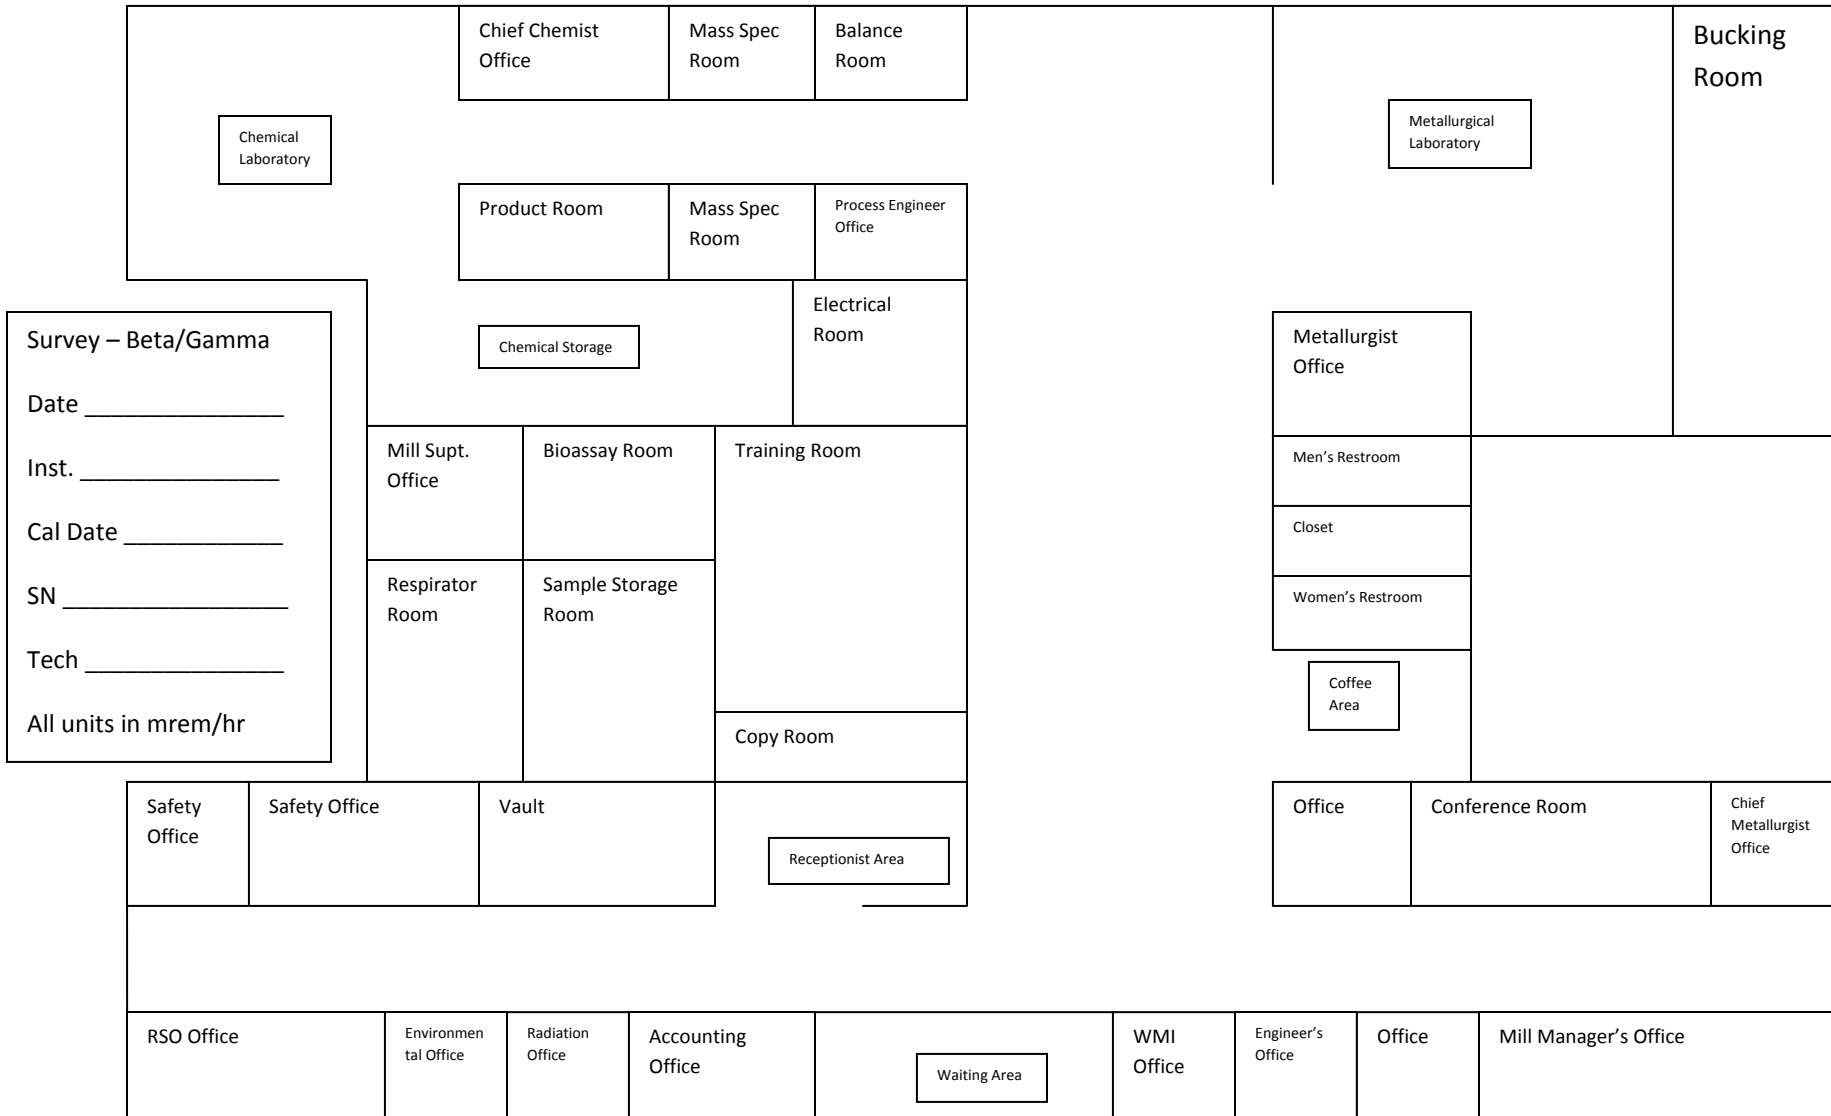 Chief Chemist
Office
Mass Spec
Room
Balance
Room
Bucking
Room
Chemical
Laboratory
Metallurgical
Laboratory
Product Room
Mass Spec
Room
Process Engineer
Office
Electrical
Room
Chemical Storage
Metallurgist
Office
Survey – Beta/Gamma
Date _______________
Inst. _______________
Cal Date ____________
SN _________________
Tech _______________
All units in mrem/hr
Mill Supt.
Office
Bioassay Room
Training Room
Men's Restroom
Closet
Respirator
Room
Sample Storage
Room
Women's Restroom
Coffee
Area
Copy Room
Safety
Office
Safety Office
Vault
Receptionist Area
Office
Conference Room
Chief
Metallurgist
Office
RSO Office
Environmen
tal Office
Radiation
Office
Accounting
Office
Waiting Area
WMI
Office
Engineer's
Office
Office
Mill Manager's Office